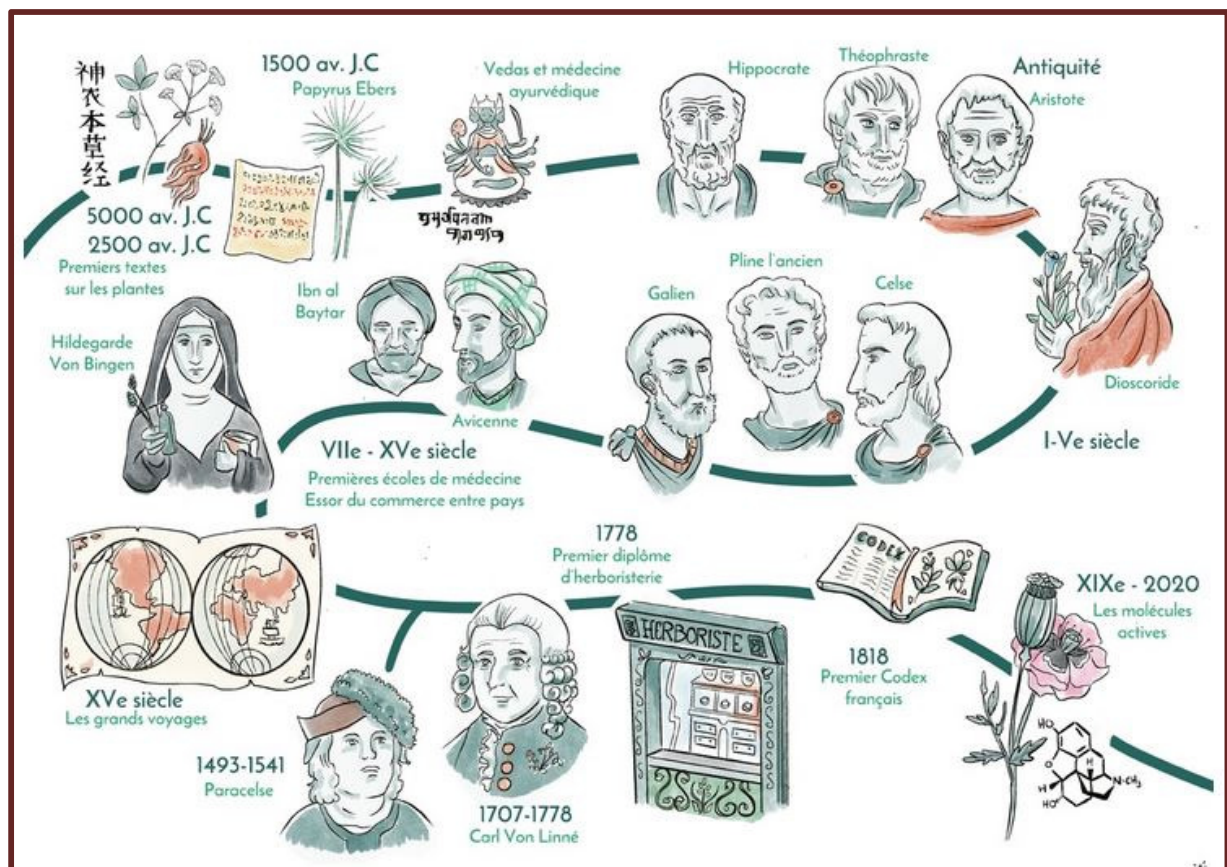 神农本草经
5000 av. J.C
2500 av. J.C
Premiers textes
sur les plantes
1500 av. J.C
Papyrus Ebers
Vedas et médecine
ayurvédique
Hippocrate
Théophraste
Antiquité
Aristote
Dioscoride
I-Ve siècle
Celse
Pline l'ancien
Galien
Ibn al
Baytar
Avicenne
VIIe - XVe siècle
Premières écoles de médecine
Essor du commerce entre pays
Hildegarde
Von Bingen
XVe siècle
Les grands voyages
1493-1541
Paracelse
1707-1778
Carl Von Linné
1778
Premier diplôme
d'herboristerie
HERBORISTE
CODEX
1818
Premier Codex
français
XIXe - 2020
Les molécules
actives
HO
O
H
H
HO
N-CH3